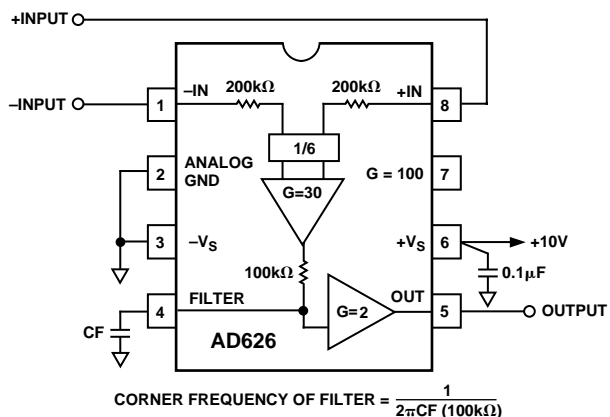 +INPUT
–INPUT
–IN
200kΩ
200kΩ
+IN
1
8
1/6
2
ANALOG
GND
G = 100
7
G=30
3
–VS
+VS
6
+10V
100kΩ
0.1µF
FILTER
OUT
4
G=2
5
OUTPUT
CF
AD626
CORNER FREQUENCY OF FILTER = 1
2πCF (100kΩ)